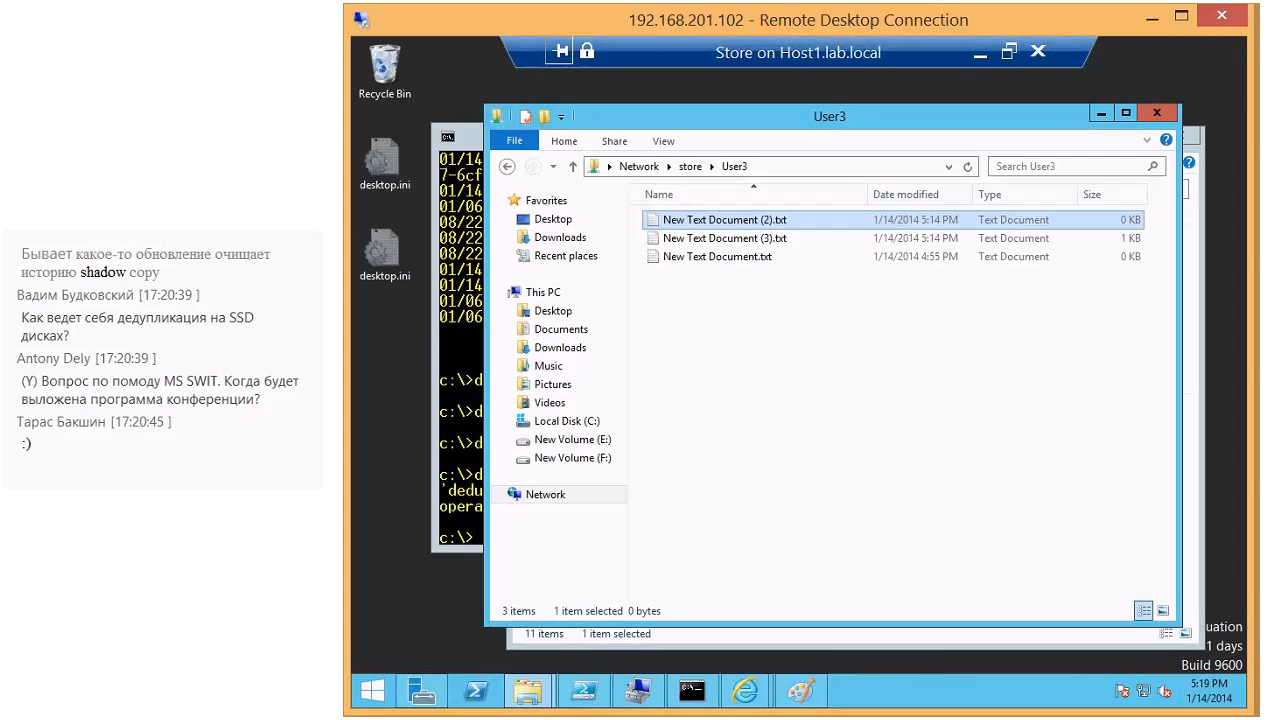 Бывает какое-то обновление очищает
историю shadow copy
Вадим Будковский [17:20:39 ]
Как ведет себя дедупликация на SSD
дисках?
Antony Dely [17:20:39 ]
(Y) Вопрос по помоду MS SWIT. Когда будет
выложена программа конференции?
Тарас Бакшин [17:20:45 ]
:)
192.168.201.102 - Remote Desktop Connection
Store on Host1.lab.local
Recycle Bin
desktop.ini
desktop.ini
01/14
7-6cf
01/14
01/06
08/22
08/22
08/22
01/14
01/14
01/06
01/06
c:\>d
c:\>d
c:\>d
c:\>d
'dedu
opera
c:\>
User3
File Home Share View
Network store User3
Search User3
Name Date modified Type Size
New Text Document (2).txt 1/14/2014 5:14 PM Text Document 0 KB
New Text Document (3).txt 1/14/2014 5:14 PM Text Document 1 KB
New Text Document.txt 1/14/2014 4:55 PM Text Document 0 KB
Favorites
Desktop
Downloads
Recent places
This PC
Desktop
Documents
Downloads
Music
Pictures
Videos
Local Disk (C:)
New Volume (E:)
New Volume (F:)
Network
3 items 1 item selected 0 bytes
11 items 1 item selected
uation
1 days
Build 9600
5:19 PM
1/14/2014